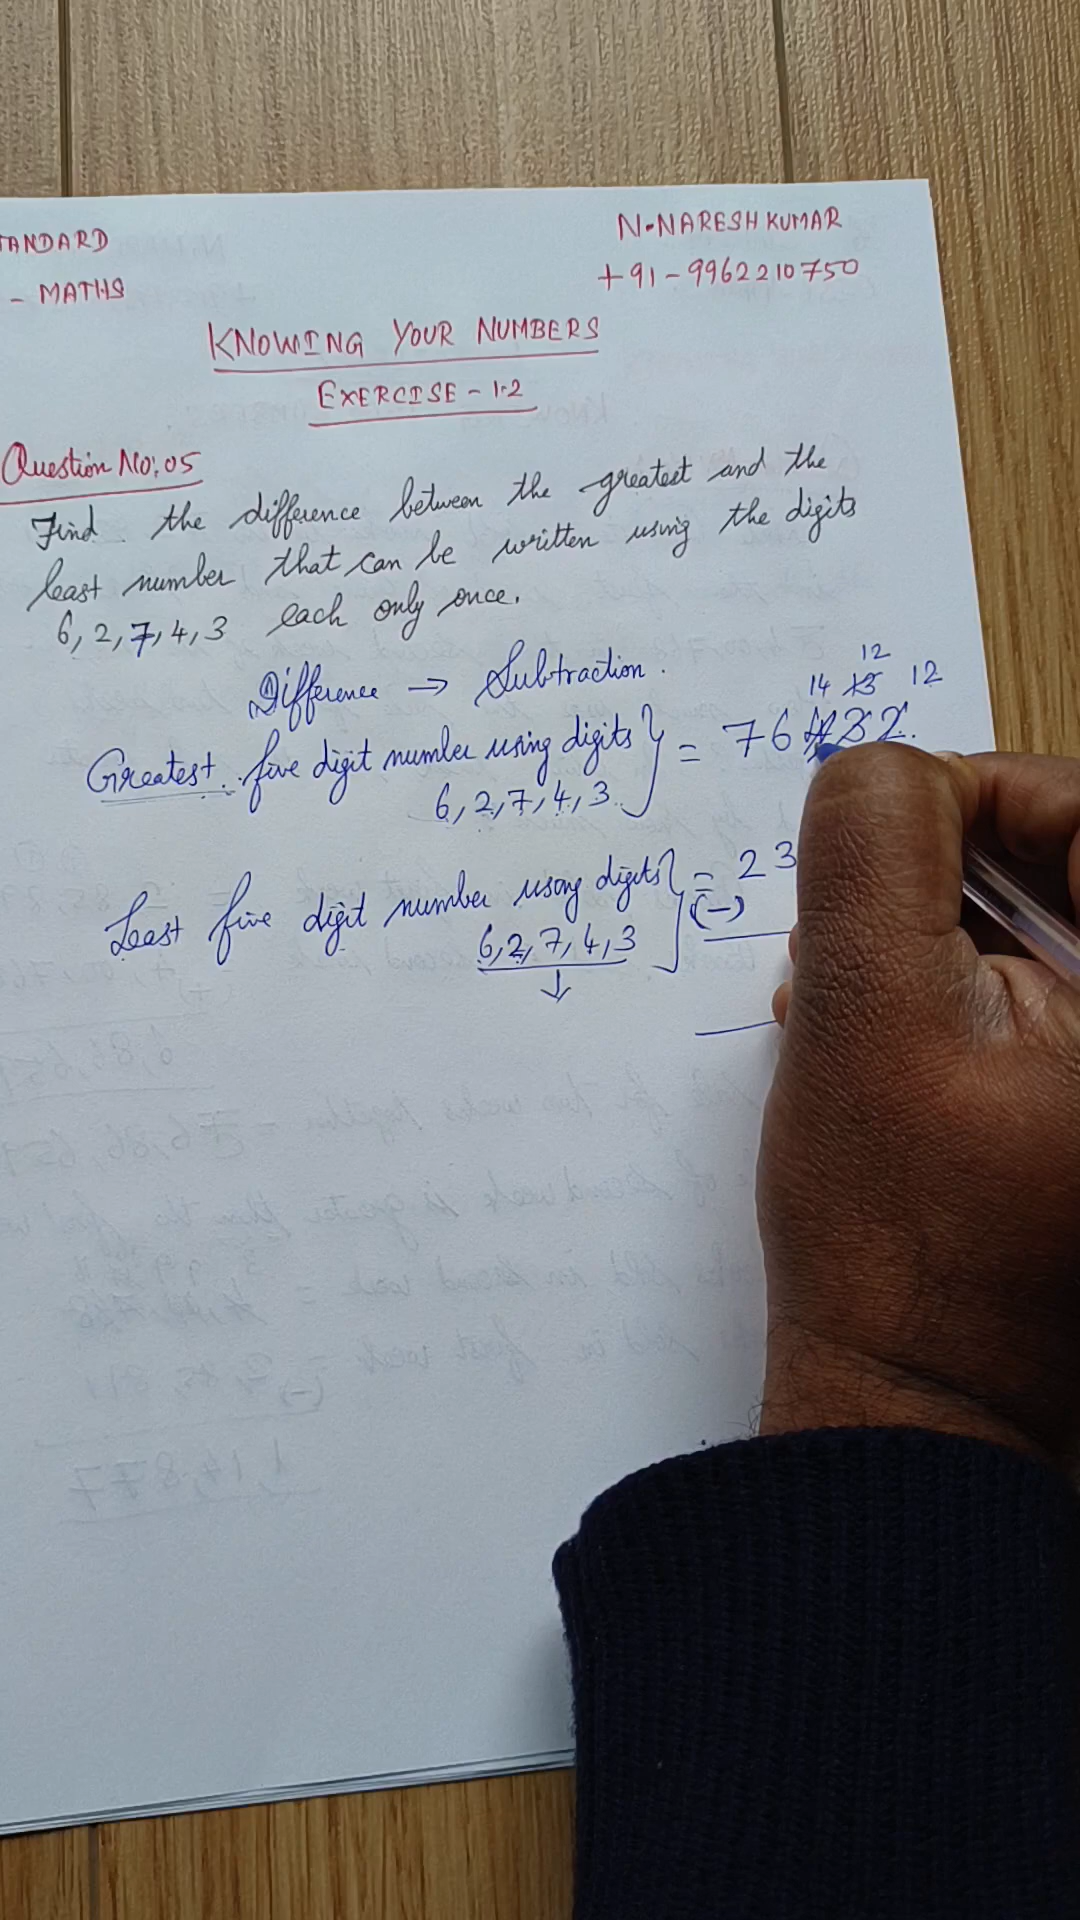 TANDARD
N. NARESH KUMAR
- MATHS
+91-9962210750
KNOWING YOUR NUMBERS
EXERCISE - 1.2
Question No: 05
Find the difference between the greatest and the
least number that can be written using the digits
6, 2, 7, 4, 3 each only once.
Difference → Subtraction.
12
14 13 12
Greatest five digit number using digits } = 76432.
6, 2, 7, 4, 3
Least five digit number using digits } = 23
6, 2, 7, 4, 3
(-)
↓